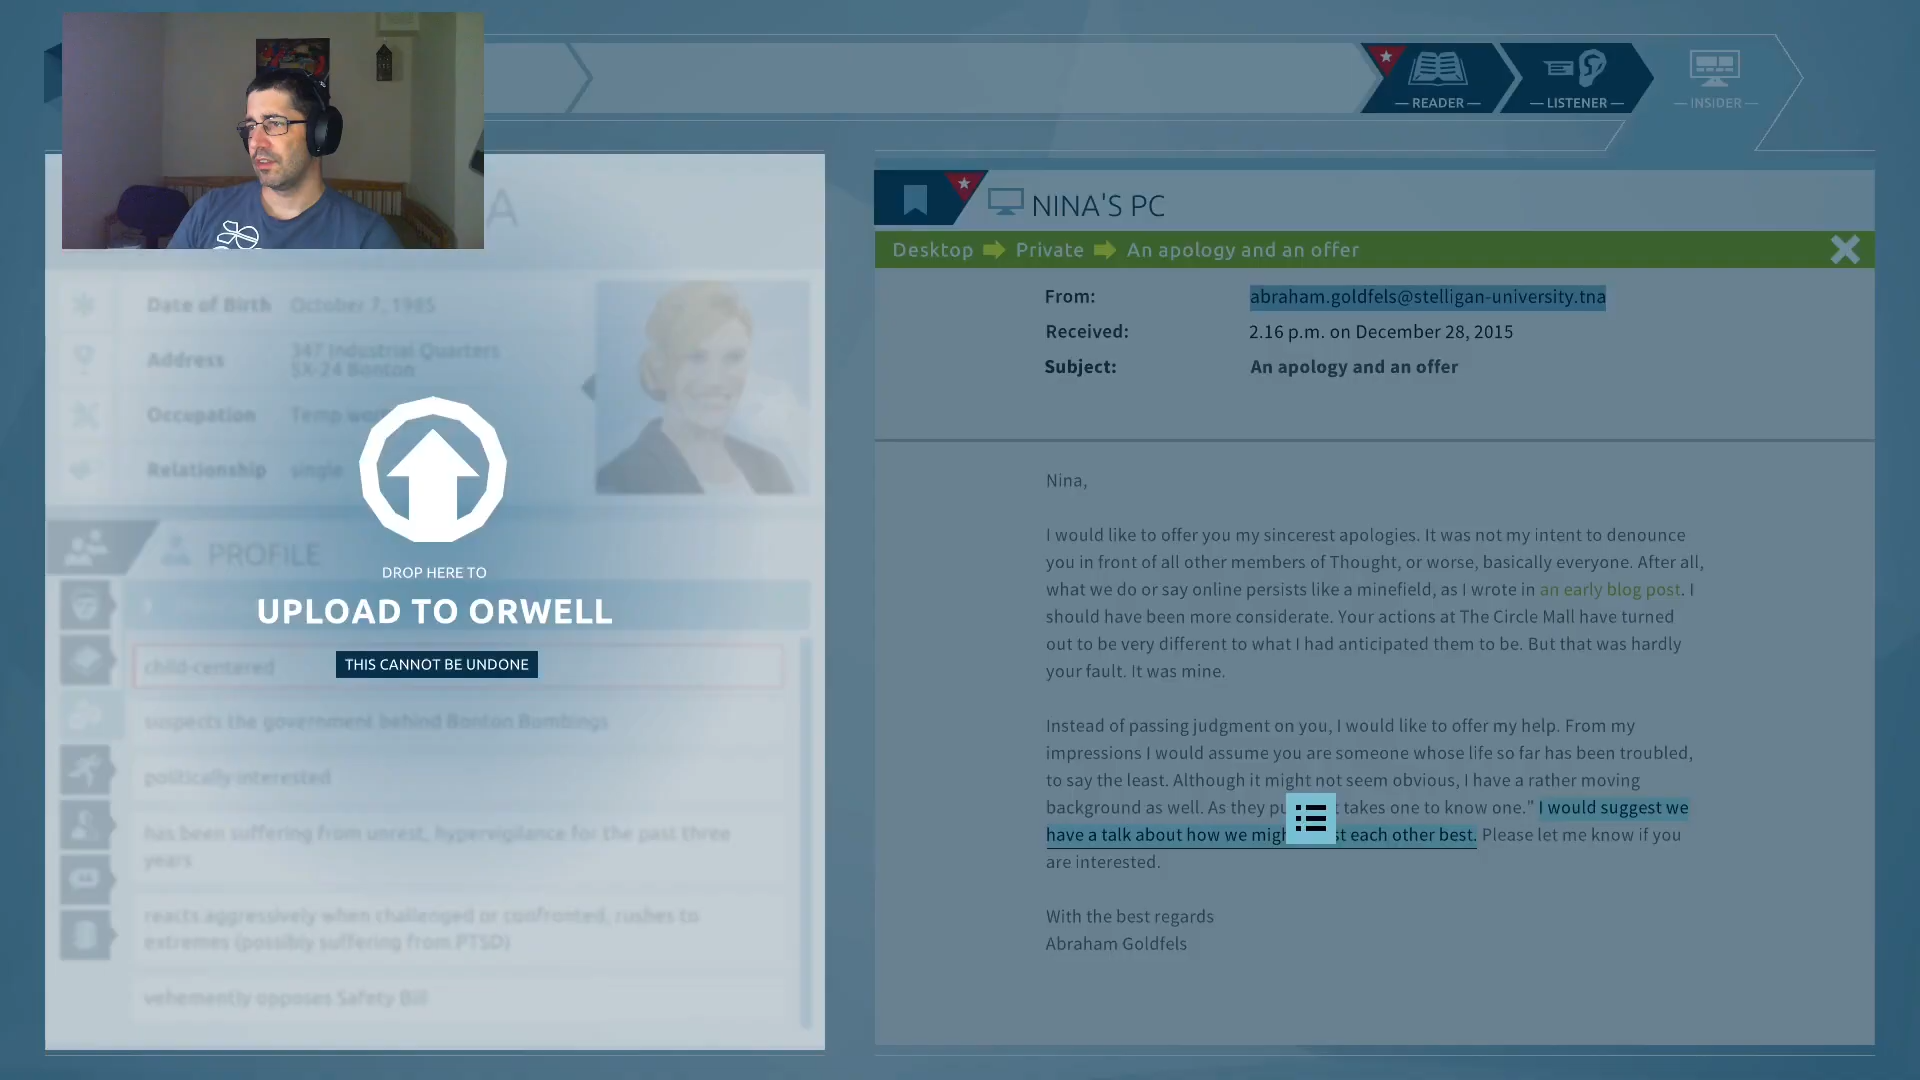 READER
LISTENER
INSIDER
A
NINA'S PC
Desktop Private An apology and an offer
From: abraham.goldfels@stelligan-university.tna
Received: 2.16 p.m. on December 28, 2015
Subject: An apology and an offer
Date of Birth October 7, 1985
Address 347 Industrial Quarters
SX-24 Bonton
Occupation Temp
Relationship single
PROFILE
DROP HERE TO
UPLOAD TO ORWELL
THIS CANNOT BE UNDONE
child-centered
suspects the government behind Bonton Bombings
politically interested
has been suffering from unrest, hypervigilance for the past three
years
reacts aggressively when challenged or confronted, rushes to
extremes (possibly suffering from PTSD)
vehemently opposes Safety Bill
Nina,
I would like to offer you my sincerest apologies. It was not my intent to denounce
you in front of all other members of Thought, or worse, basically everyone. After all,
what we do or say online persists like a minefield, as I wrote in an early blog post. I
should have been more considerate. Your actions at The Circle Mall have turned
out to be very different to what I had anticipated them to be. But that was hardly
your fault. It was mine.
Instead of passing judgment on you, I would like to offer my help. From my
impressions I would assume you are someone whose life so far has been troubled,
to say the least. Although it might not seem obvious, I have a rather moving
background as well. As they takes one to know one." I would suggest we
have a talk about how we each other best. Please let me know if you
are interested.
With the best regards
Abraham Goldfels